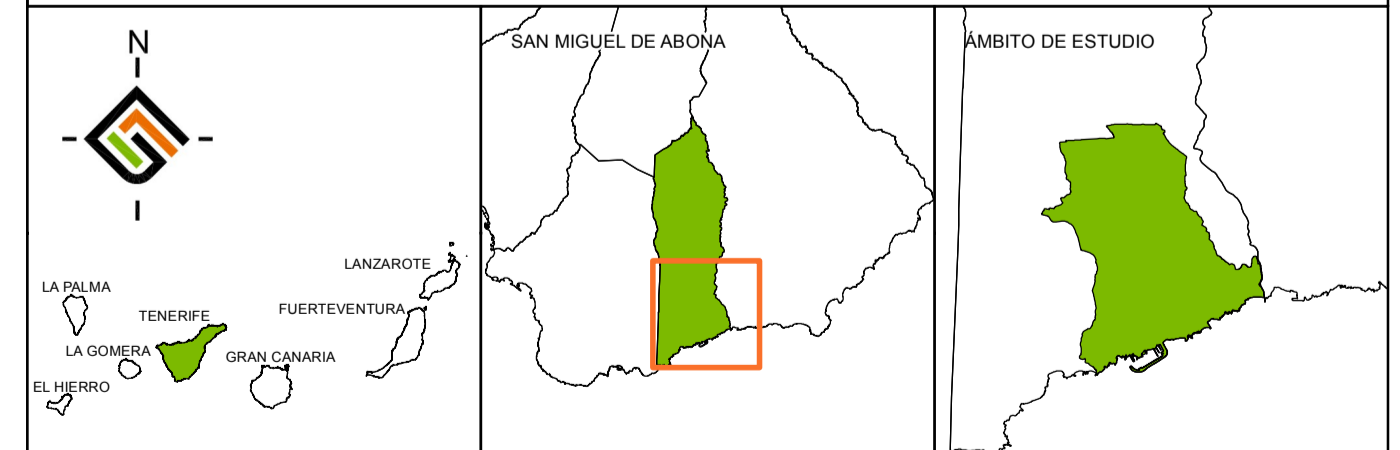 N
LANZAROTE
LA PALMA
FUERTEVENTURA
TENERIFE
LA GOMERA
GRAN CANARIA
EL HIERRO
SAN MIGUEL DE ABONA
ÁMBITO DE ESTUDIO